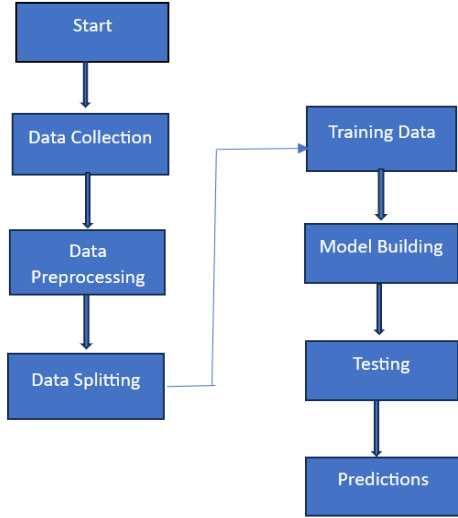 Start
Data Collection
Data
Preprocessing
Data Splitting
Training Data
Model Building
Testing
Predictions